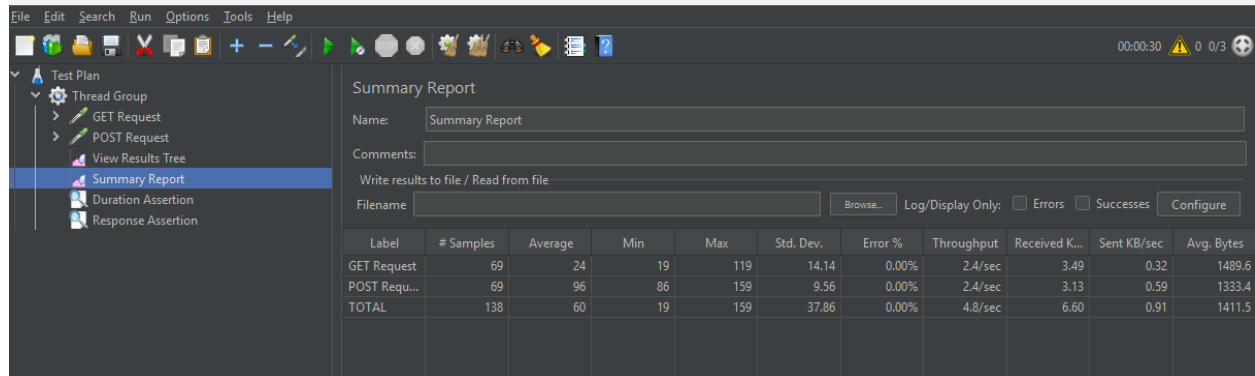 File Edit Search Run Options Tools Help
00:00:30 0 0/3
Test Plan
Thread Group
GET Request
POST Request
View Results Tree
Summary Report
Duration Assertion
Response Assertion
Summary Report
Name: Summary Report
Comments:
Write results to file / Read from file
Filename Browse... Log/Display Only: Errors Successes Configure
Label # Samples Average Min Max Std. Dev. Error % Throughput Received K... Sent KB/sec Avg. Bytes
GET Request 69 24 19 119 14.14 0.00% 2.4/sec 3.49 0.32 1489.6
POST Requ... 69 96 86 159 9.56 0.00% 2.4/sec 3.13 0.59 1333.4
TOTAL 138 60 19 159 37.86 0.00% 4.8/sec 6.60 0.91 1411.5